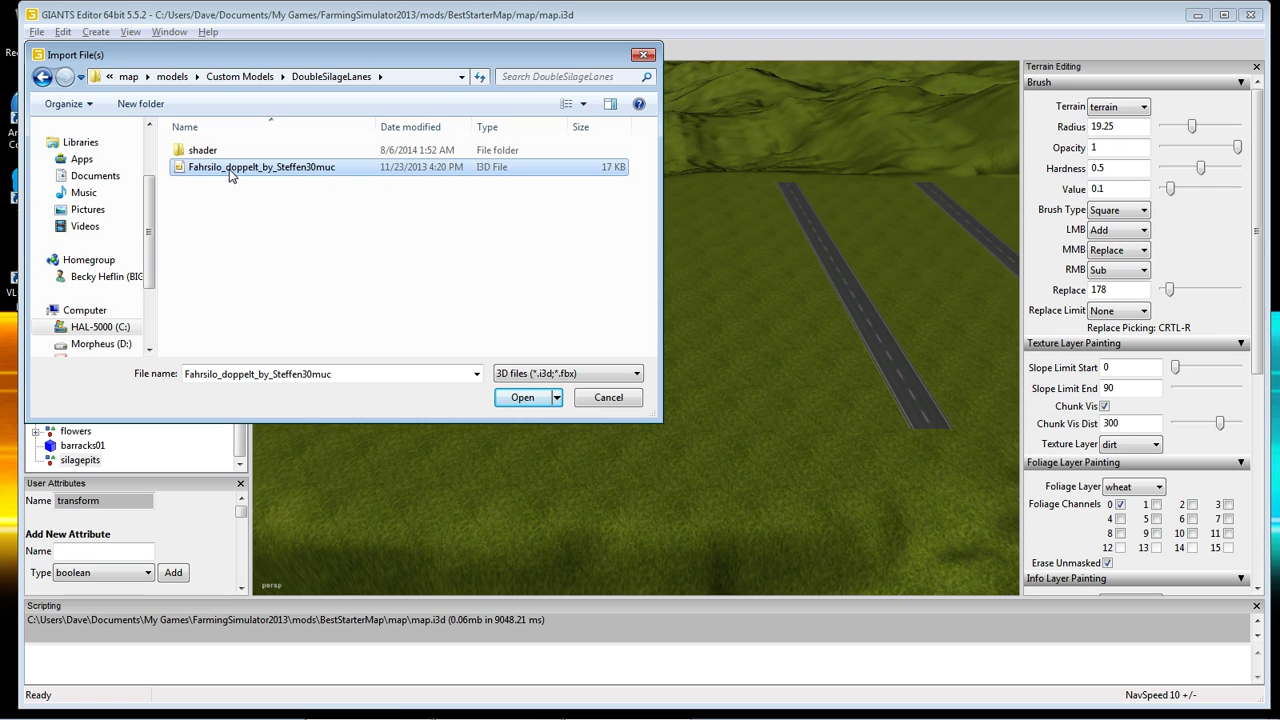 GIANTS Editor 64bit 5.5.2 - C:/Users/Dave/Documents/My Games/FarmingSimulator2013/mods/BestStarterMap/map/map.i3d
File Edit Create View Window Help
Import File(s)
« map models Custom Models DoubleSilageLanes
Search DoubleSilageLanes
Organize New folder
Name Date modified Type Size
shader 8/6/2014 1:52 AM File folder
Fahrsilo_doppelt_by_Steffen30muc 11/23/2013 4:20 PM I3D File 17 KB
Libraries
Apps
Documents
Music
Pictures
Videos
Homegroup
Becky Heflin (BIG
Computer
HAL-5000 (C:)
Morpheus (D:)
File name: Fahrsilo_doppelt_by_Steffen30muc 3D files (*.i3d;*.fbx)
Open Cancel
flowers
barracks01
silagepits
User Attributes
Name transform
Add New Attribute
Name
Type boolean Add
persp
Terrain Editing
Brush
Terrain terrain
Radius 19.25
Opacity 1
Hardness 0.5
Value 0.1
Brush Type Square
LMB Add
MMB Replace
RMB Sub
Replace 178
Replace Limit None
Replace Picking: CRTL-R
Texture Layer Painting
Slope Limit Start 0
Slope Limit End 90
Chunk Vis
Chunk Vis Dist 300
Texture Layer dirt
Foliage Layer Painting
Foliage Layer wheat
Foliage Channels 0 1 2 3
4 5 6 7
8 9 10 11
12 13 14 15
Erase Unmasked
Info Layer Painting
Scripting
C:\Users\Dave\Documents\My Games\FarmingSimulator2013\mods\BestStarterMap\map\map.i3d (0.06mb in 9048.21 ms)
Ready
NavSpeed 10 +/-